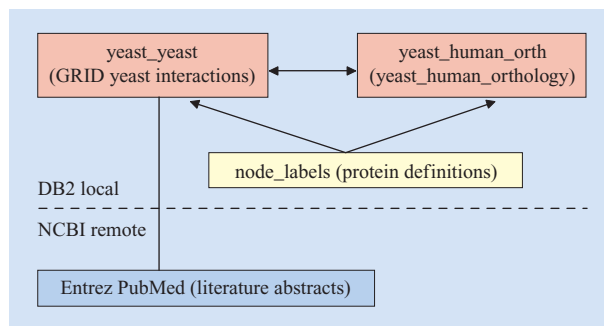 yeast_yeast
(GRID yeast interactions)
yeast_human_orth
(yeast_human_orthology)
node_labels (protein definitions)
DB2 local
NCBI remote
Entrez PubMed (literature abstracts)